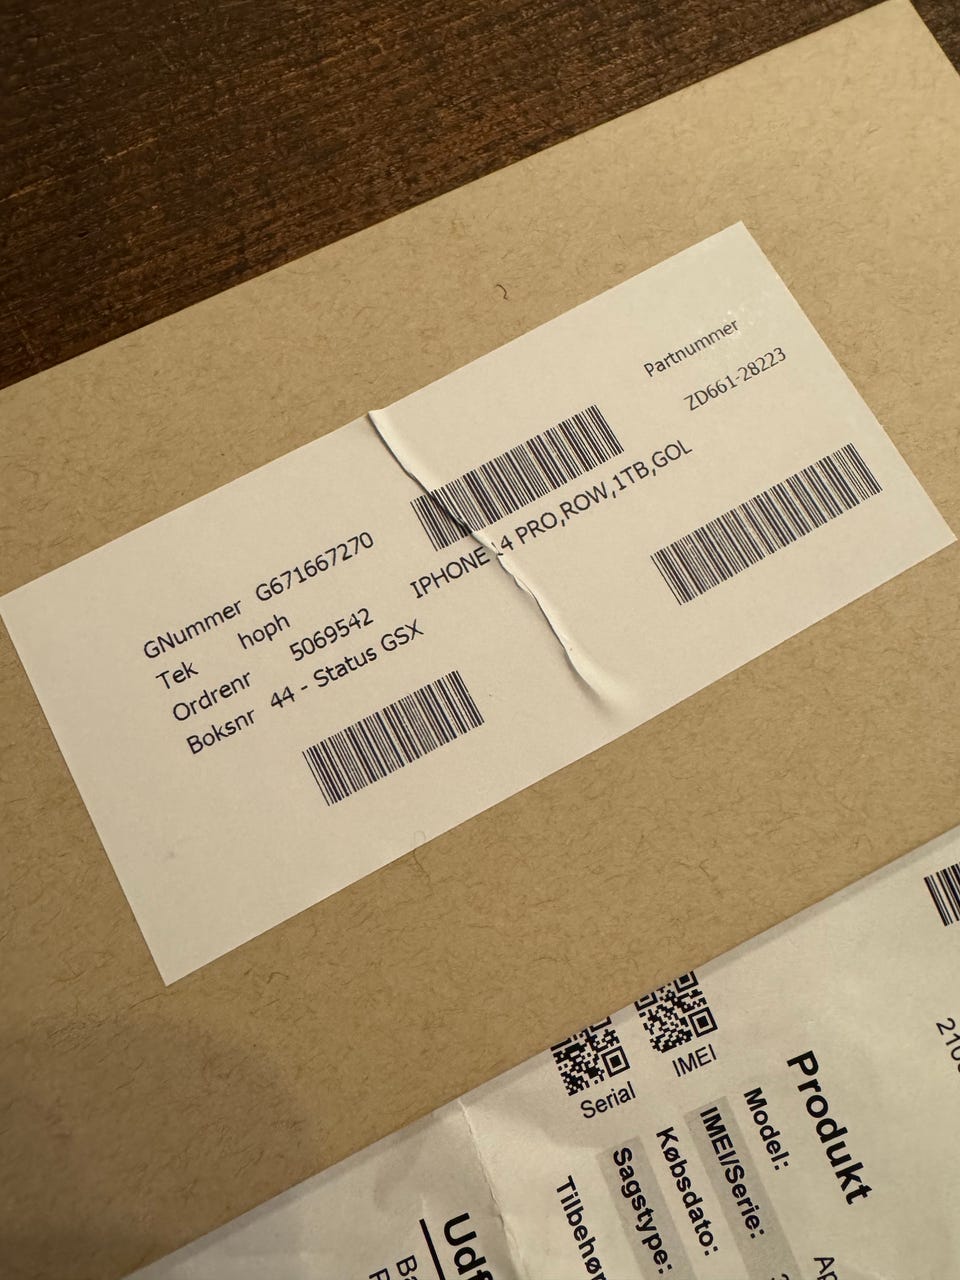 Partnummer
ZD661-28223
GNummer G671667270
Tek hoph
IPHONE 14 PRO,ROW,1TB,GOL
Ordrenr 5069542
Boksnr 44 - Status GSX
Produkt
Model:
IMEI/Serie:
Købsdato:
Sagstype:
IMEI
Serial